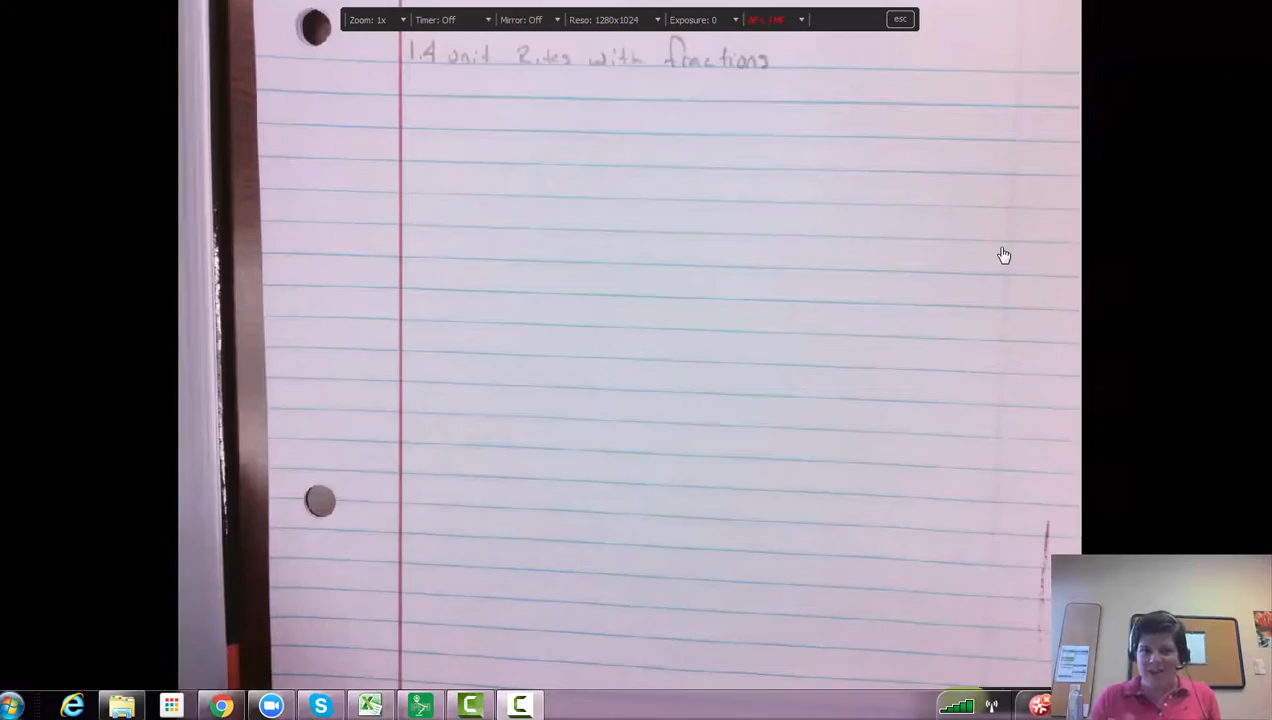 Zoom: 1x Timer: Off Mirror: Off Reso: 1280x1024 Exposure: 0 esc
1.4 unit Rates with fractions